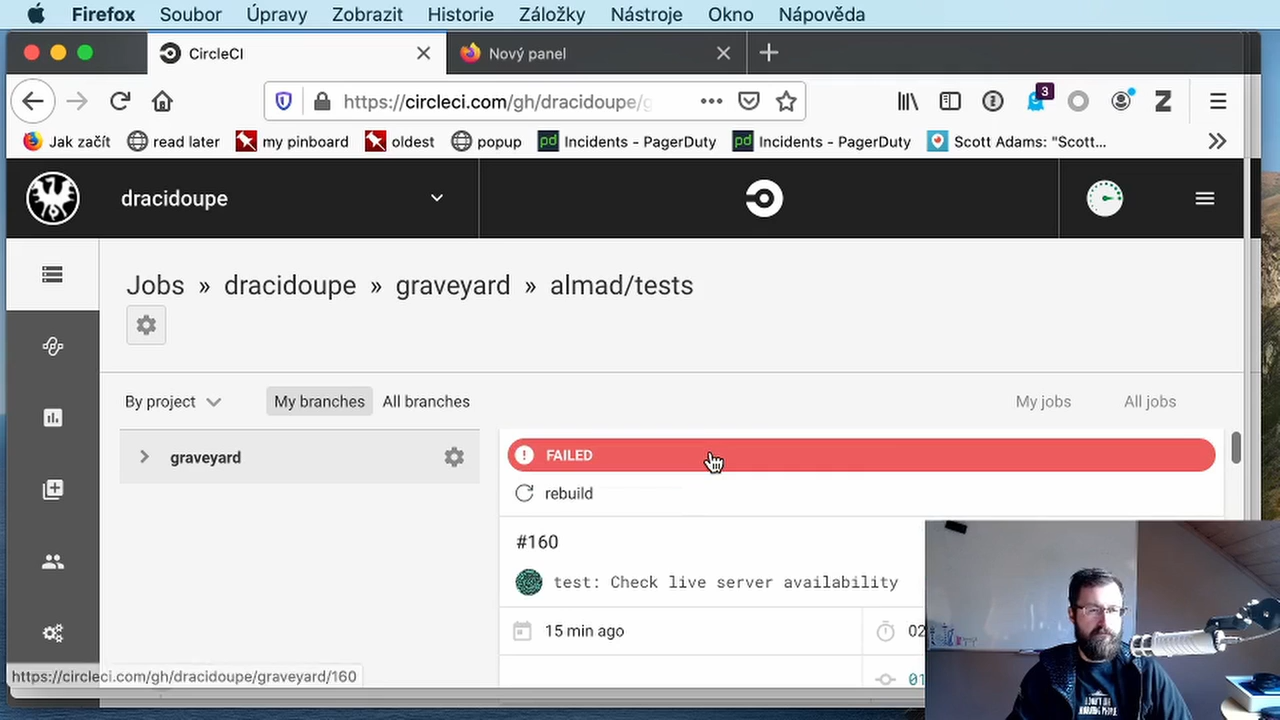 Firefox Soubor Úpravy Zobrazit Historie Záložky Nástroje Okno Nápověda
CircleCI Nový panel
https://circleci.com/gh/dracidoupe/g
3
Z
Jak začít read later my pinboard oldest popup pd Incidents - PagerDuty pd Incidents - PagerDuty Scott Adams: "Scott...
dracidoupe
Jobs » dracidoupe » graveyard » almad/tests
By project My branches All branches My jobs All jobs
graveyard
FAILED
rebuild
#160
test: Check live server availability
15 min ago 02
01
https://circleci.com/gh/dracidoupe/graveyard/160